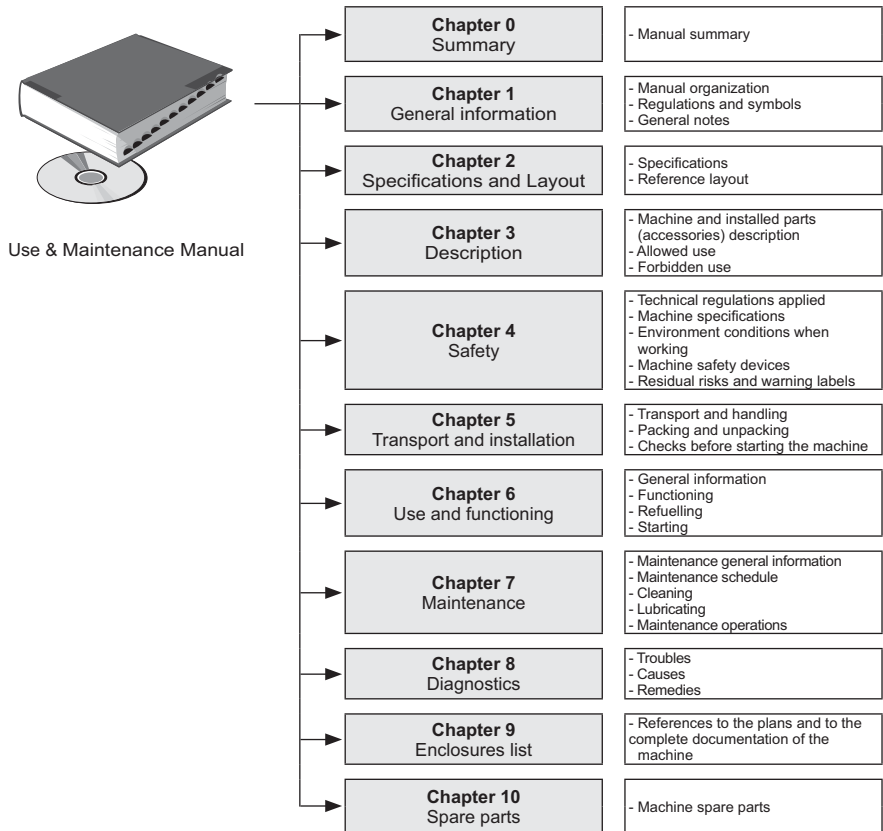 Use & Maintenance Manual
Chapter 0
Summary
- Manual summary
Chapter 1
General information
- Manual organization
- Regulations and symbols
- General notes
Chapter 2
Specifications and Layout
- Specifications
- Reference layout
Chapter 3
Description
- Machine and installed parts
(accessories) description
- Allowed use
- Forbidden use
Chapter 4
Safety
- Technical regulations applied
- Machine specifications
- Environment conditions when
working
- Machine safety devices
- Residual risks and warning labels
Chapter 5
Transport and installation
- Transport and handling
- Packing and unpacking
- Checks before starting the machine
Chapter 6
Use and functioning
- General information
- Functioning
- Refuelling
- Starting
Chapter 7
Maintenance
- Maintenance general information
- Maintenance schedule
- Cleaning
- Lubricating
- Maintenance operations
Chapter 8
Diagnostics
- Troubles
- Causes
- Remedies
Chapter 9
Enclosures list
- References to the plans and to the
complete documentation of the
machine
Chapter 10
Spare parts
- Machine spare parts